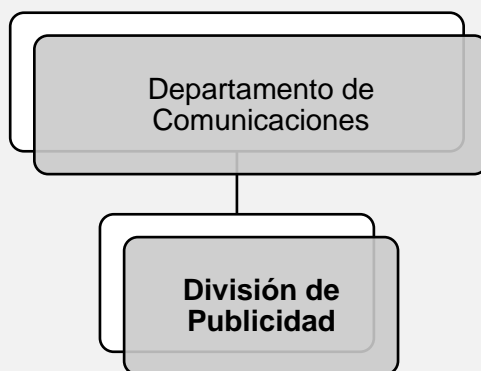 Departamento de
Comunicaciones
División de
Publicidad